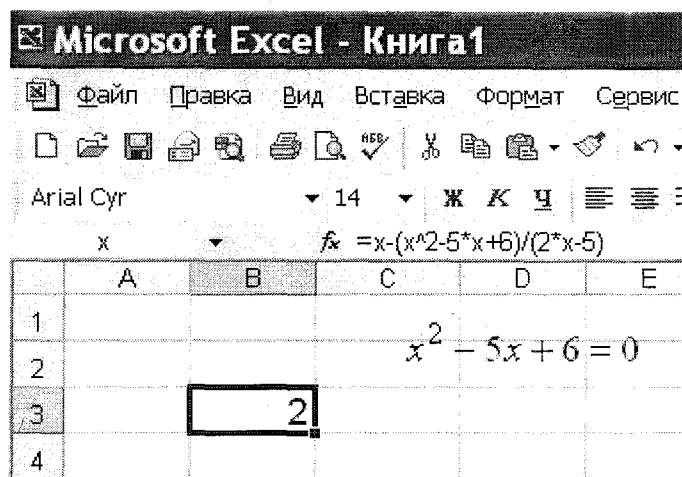 Microsoft Excel - Книга1
Файл Правка Вид Вставка Формат Сервис
Arial Cyr 14 Ж К Ч
x fx =x-(x^2-5*x+6)/(2*x-5)
A B C D E
1
2 x² − 5x + 6 = 0
3 2
4